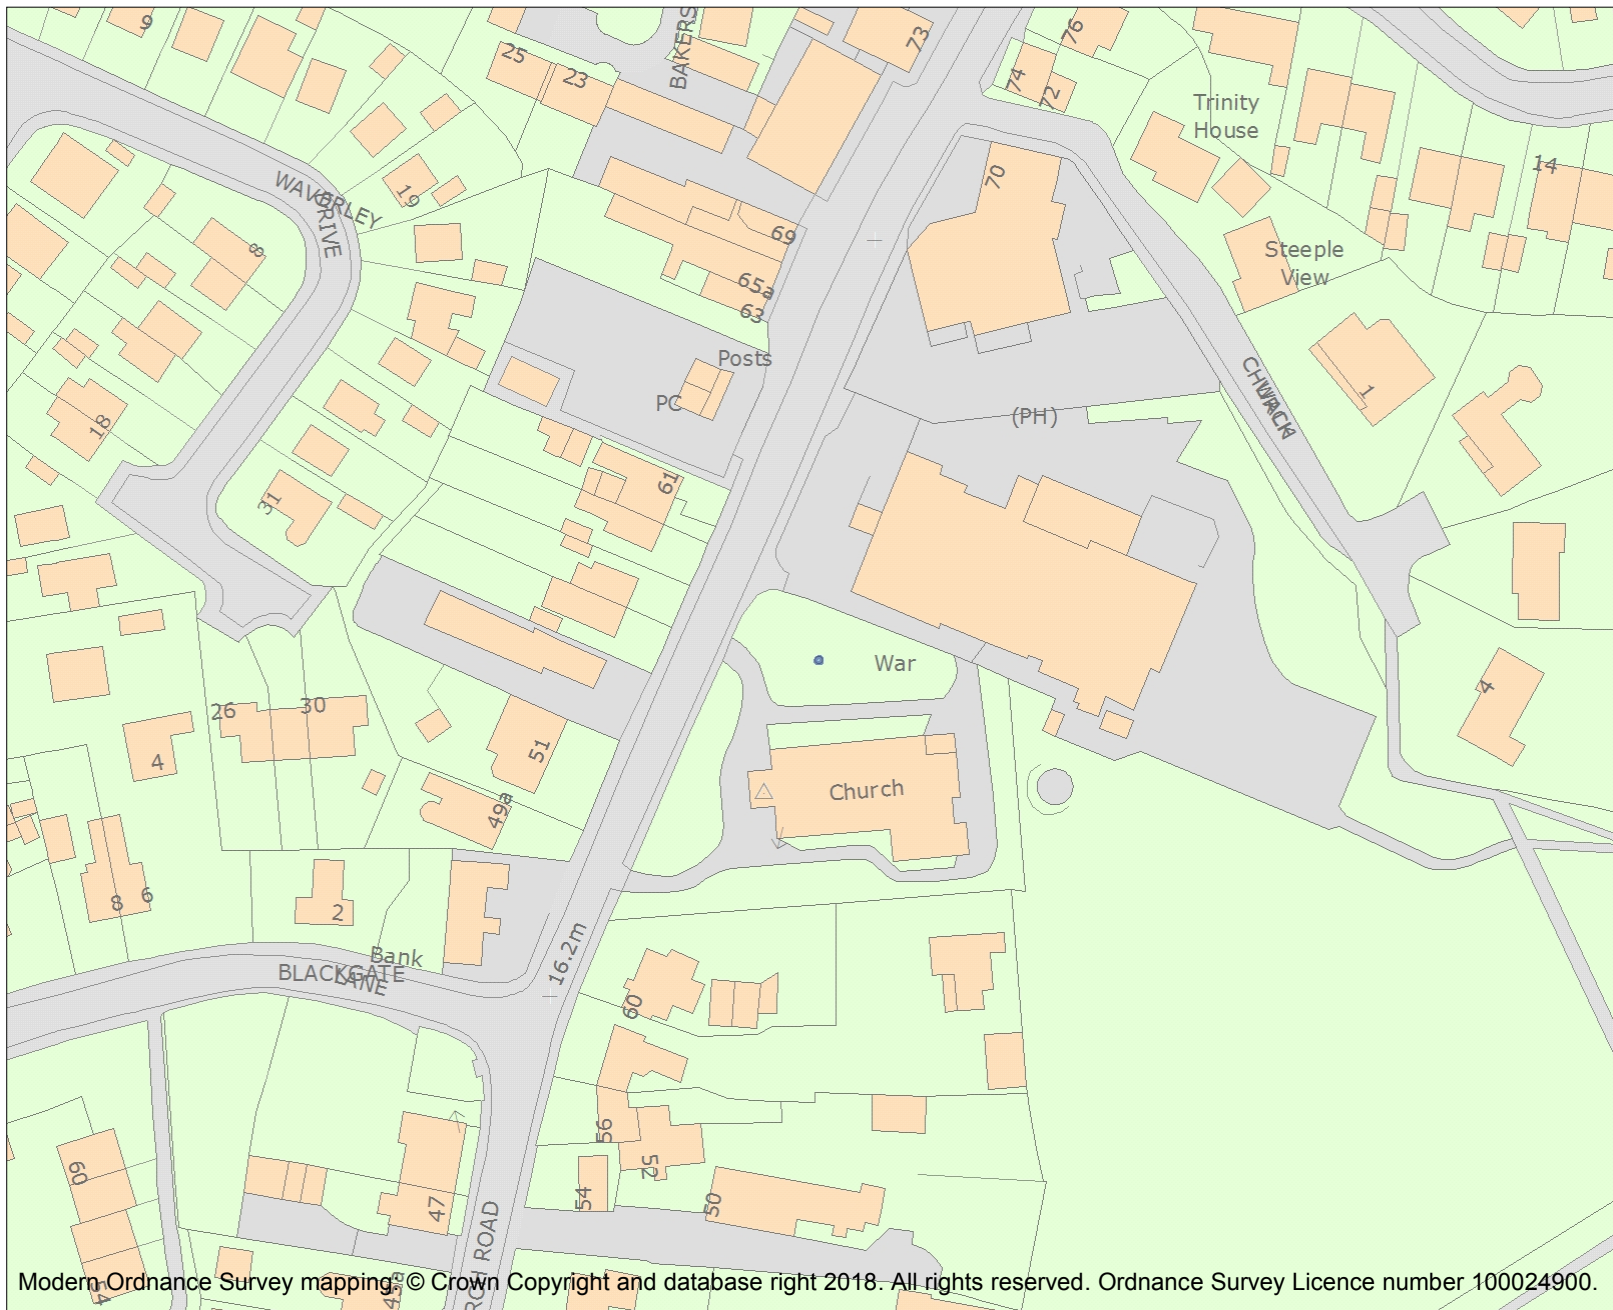 9
25
23
BAKERS
73
76
74
72
Trinity
House
14
WAVERLEY
DRIVE
19
70
8
69
65a
63
Steeple
View
Posts
PC
(PH)
CHURCH
WALK
1
18
31
61
War
4
26
30
4
51
49a
Church
8
6
2
Bank
BLACKGATE
LANE
16.2m
60
56
52
54
50
60
47
54
45a
RCH ROAD
Modern Ordnance Survey mapping: © Crown Copyright and database right 2018. All rights reserved. Ordnance Survey Licence number 100024900.